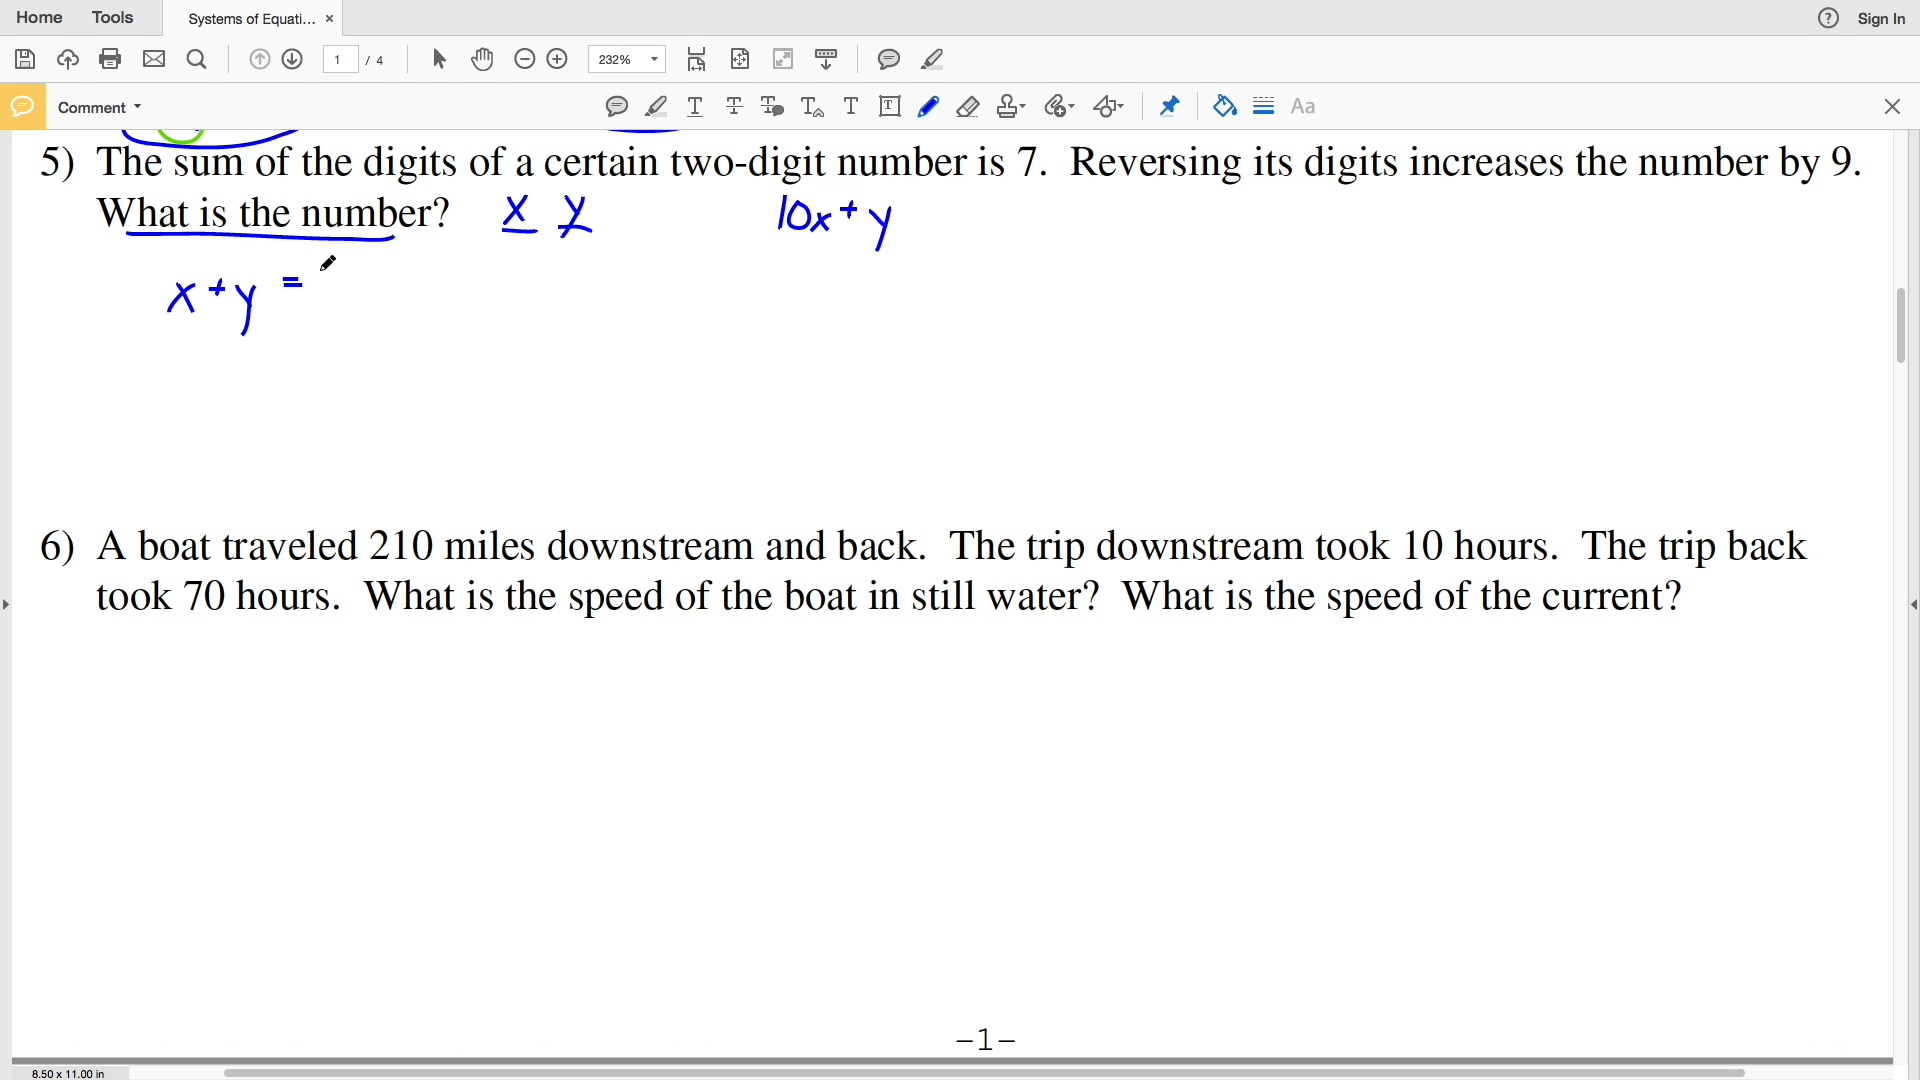 Home Tools Systems of Equati... × ? Sign In
1 / 4 232%
Comment Aa
5) The sum of the digits of a certain two-digit number is 7. Reversing its digits increases the number by 9.
What is the number? x y 10x + y
x + y =
6) A boat traveled 210 miles downstream and back. The trip downstream took 10 hours. The trip back
took 70 hours. What is the speed of the boat in still water? What is the speed of the current?
-1-
8.50 x 11.00 in